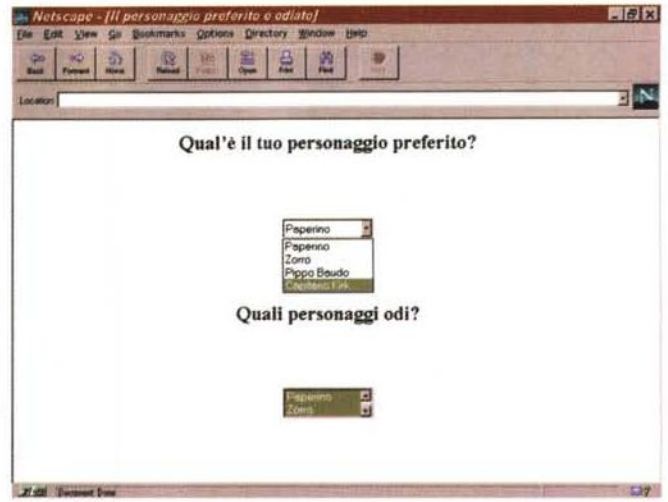 Netscape - [Il personaggio preferito e odiato]
File Edit View Go Bookmarks Options Directory Window Help
Back Forward Home Reload Open Print Find
Location
Qual'è il tuo personaggio preferito?
Paperino
Paperino
Zorro
Pippo Baudo
Capitano Kirk
Quali personaggi odi?
Paperino
Zorro
Document Done